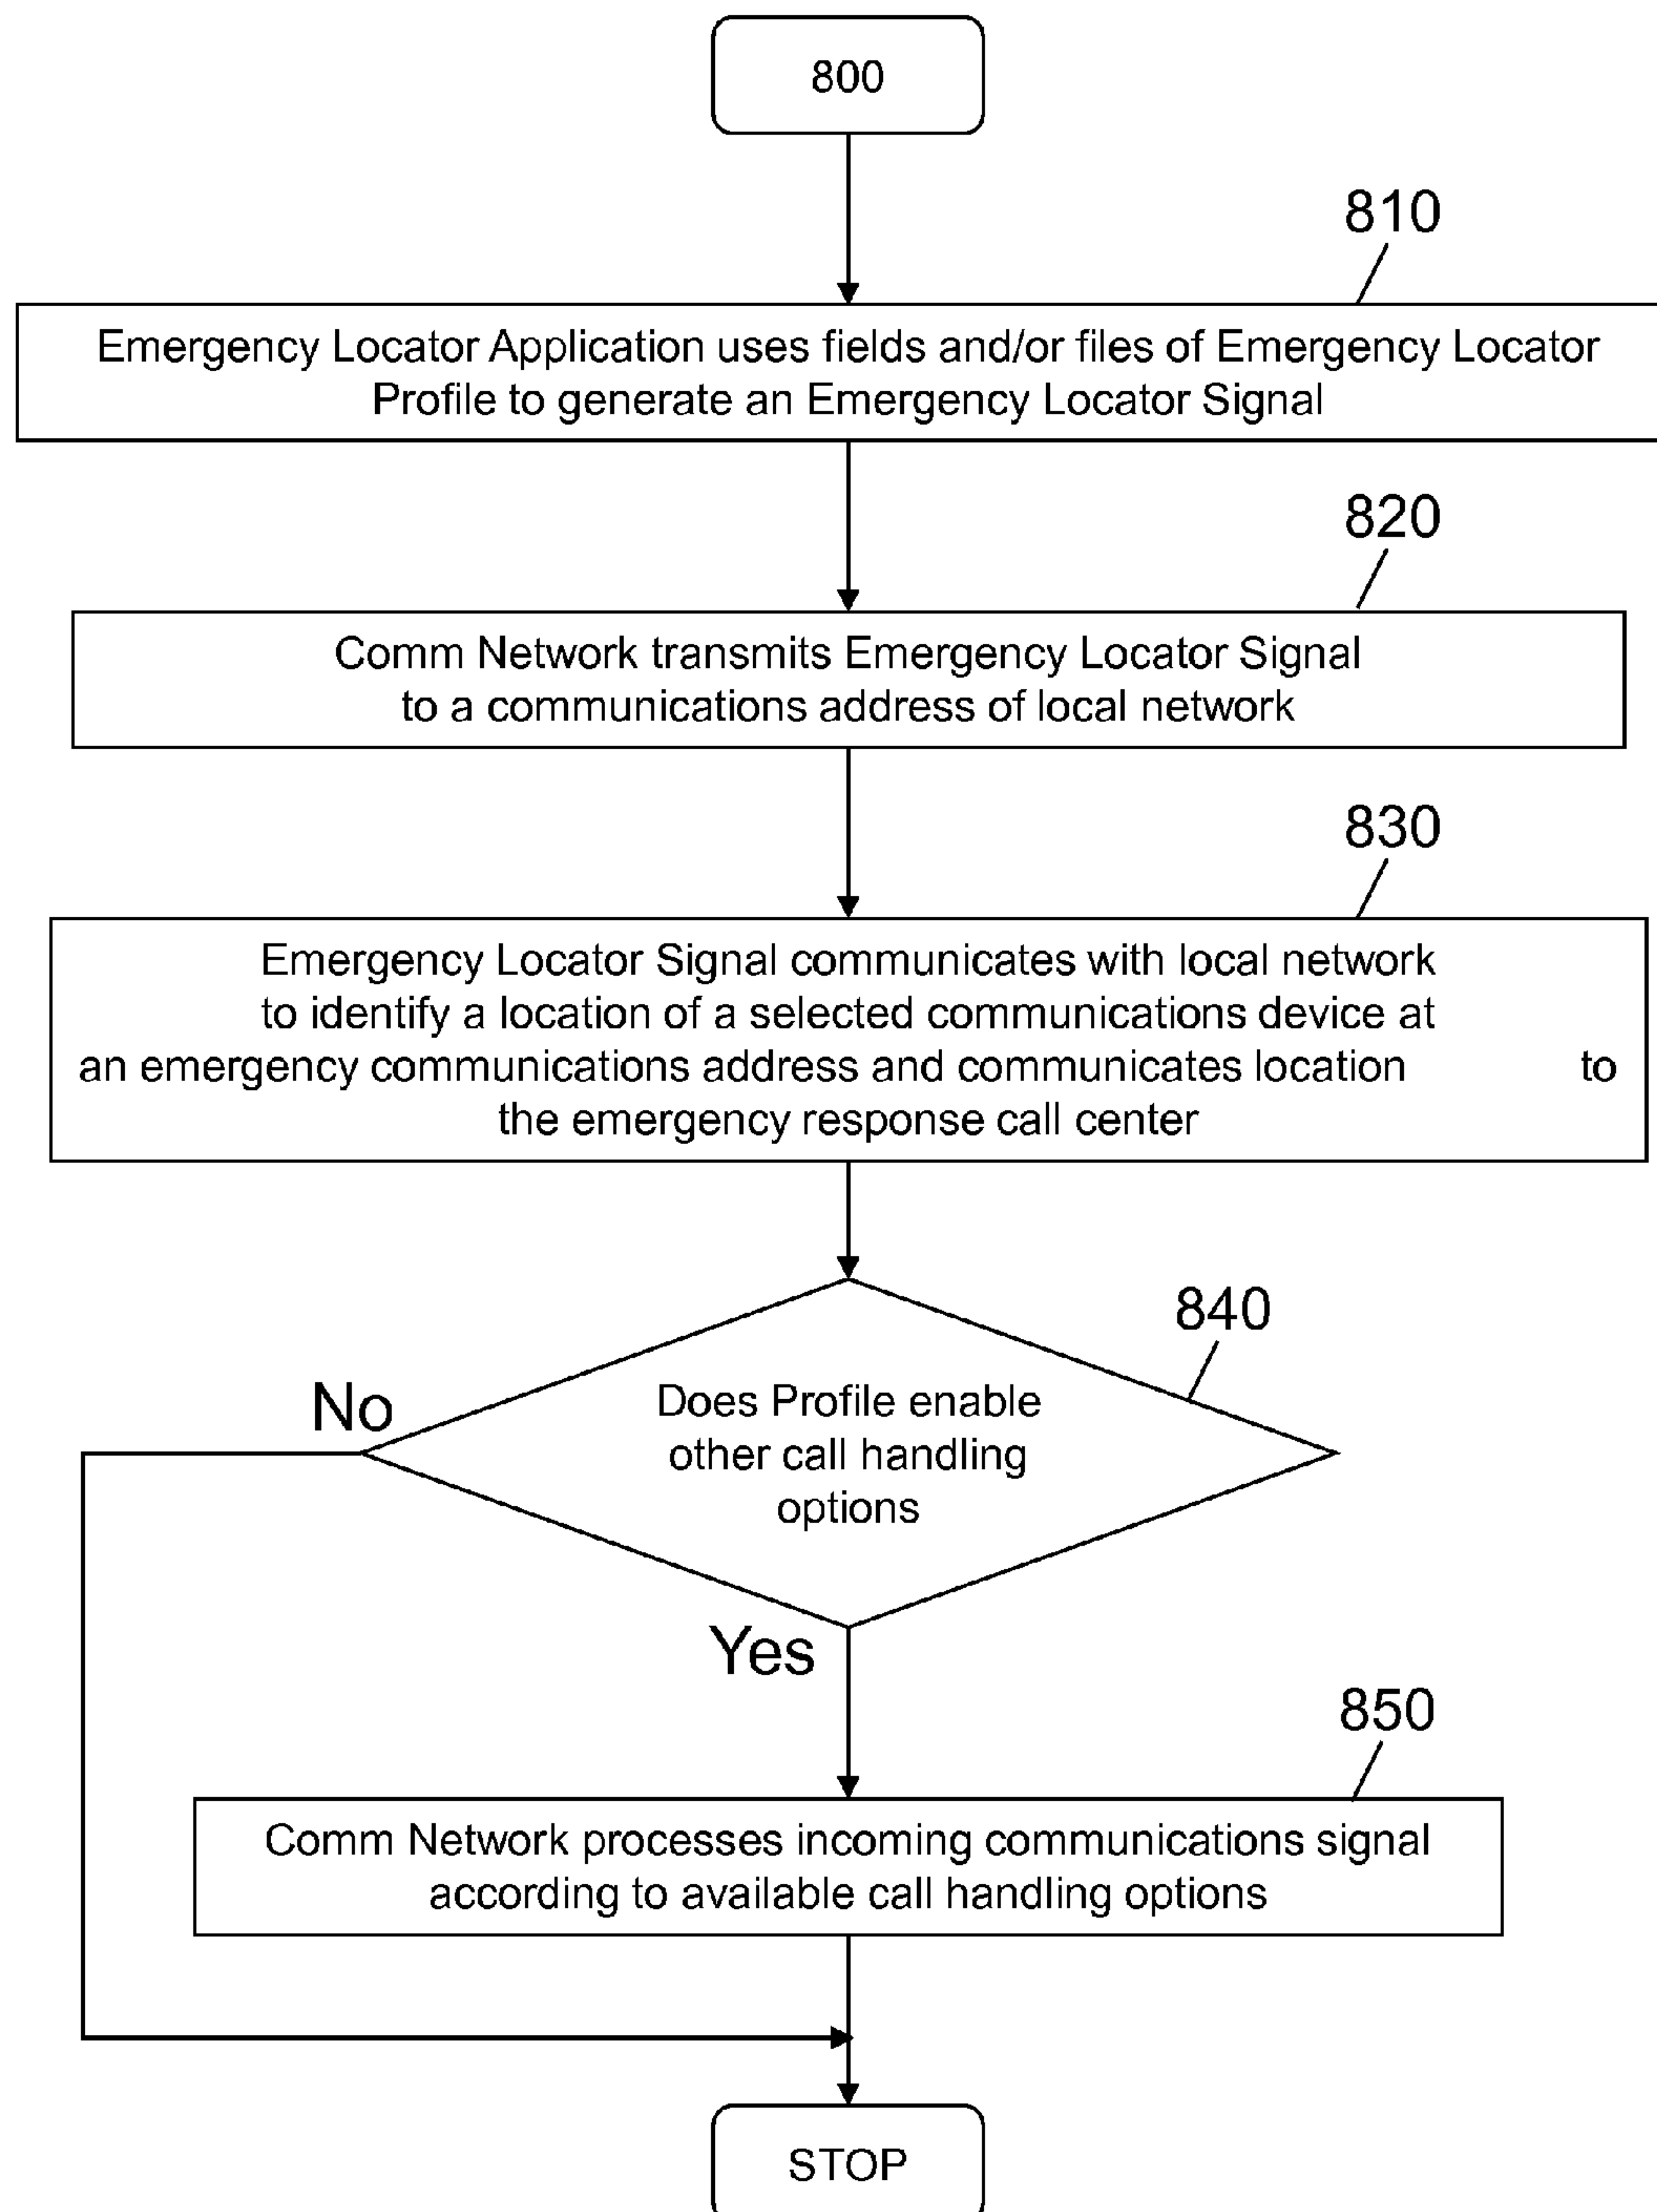 800
810
Emergency Locator Application uses fields and/or files of Emergency Locator
Profile to generate an Emergency Locator Signal
820
Comm Network transmits Emergency Locator Signal
to a communications address of local network
830
Emergency Locator Signal communicates with local network
to identify a location of a selected communications device at
an emergency communications address and communicates location to
the emergency response call center
840
No
Does Profile enable
other call handling
options
Yes
850
Comm Network processes incoming communications signal
according to available call handling options
STOP